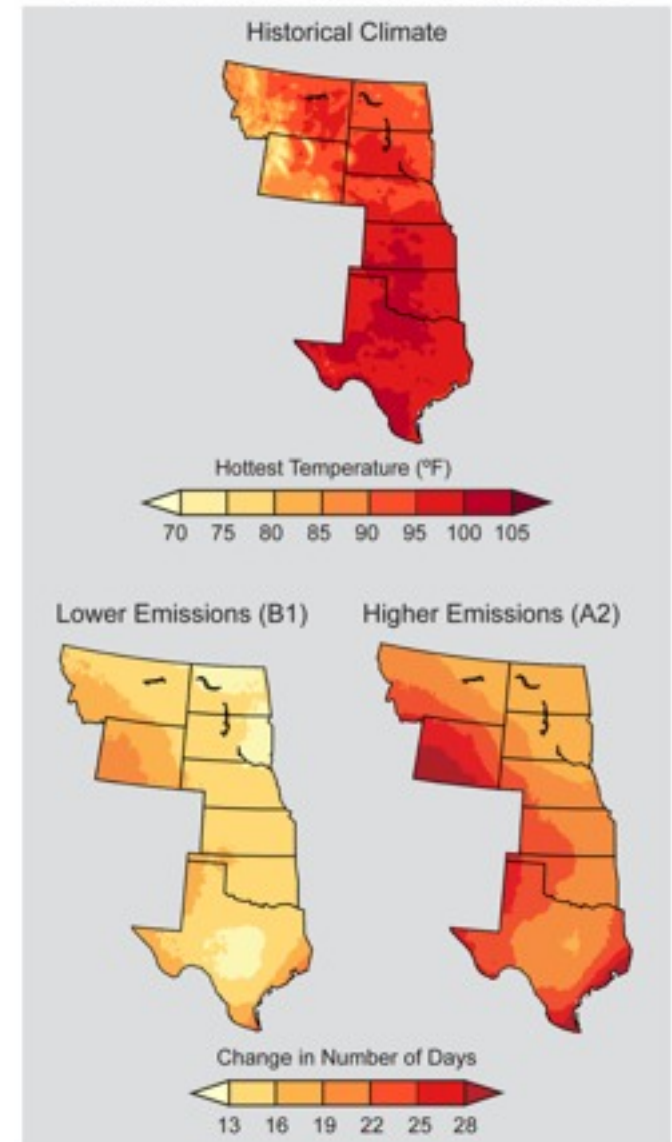 Historical Climate
Hottest Temperature (ºF)
70 75 80 85 90 95 100 105
Lower Emissions (B1) Higher Emissions (A2)
Change in Number of Days
13 16 19 22 25 28